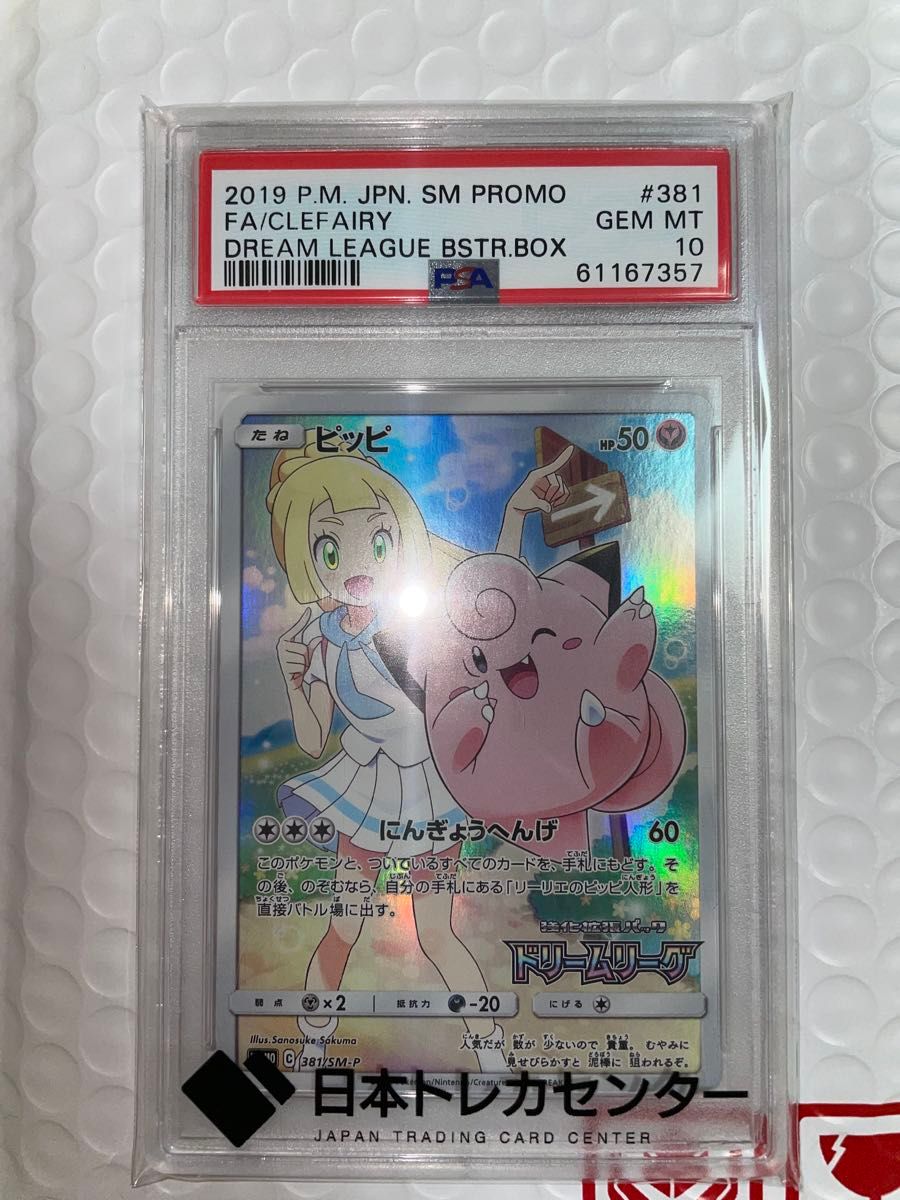 2019 P.M. JPN. SM PROMO #381
FA/CLEFAIRY GEM MT
DREAM LEAGUE BSTR.BOX 10
PSA 61167357
たね ピッピ HP50
にんぎょうへんげ 60
このポケモンと、ついているすべてのカードを、手札にもどす。そ
の後、のぞむなら、自分の手札にある「リーリエのピッピ人形」を
直接バトル場に出す。
強化拡張パック
ドリームリーグ
弱点 ×2 抵抗力 -20 にげる
Illus.Sanosuke Sakuma
人気だが 数が 少ないので 貴重。むやみに
C 381/SM-P
見せびらかすと 泥棒に 狙われるぞ。
日本トレカセンター
JAPAN TRADING CARD CENTER